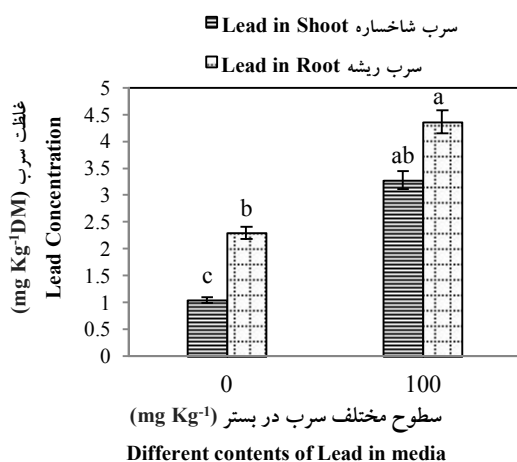 Lead in Shoot سرب شاخساره
Lead in Root سرب ریشه
غلظت سرب (mg Kg⁻¹DM)
Lead Concentration
5
4.5
4
3.5
3
2.5
2
1.5
1
0.5
0
c
b
ab
a
0
100
سطوح مختلف سرب در بستر (mg Kg⁻¹)
Different contents of Lead in media